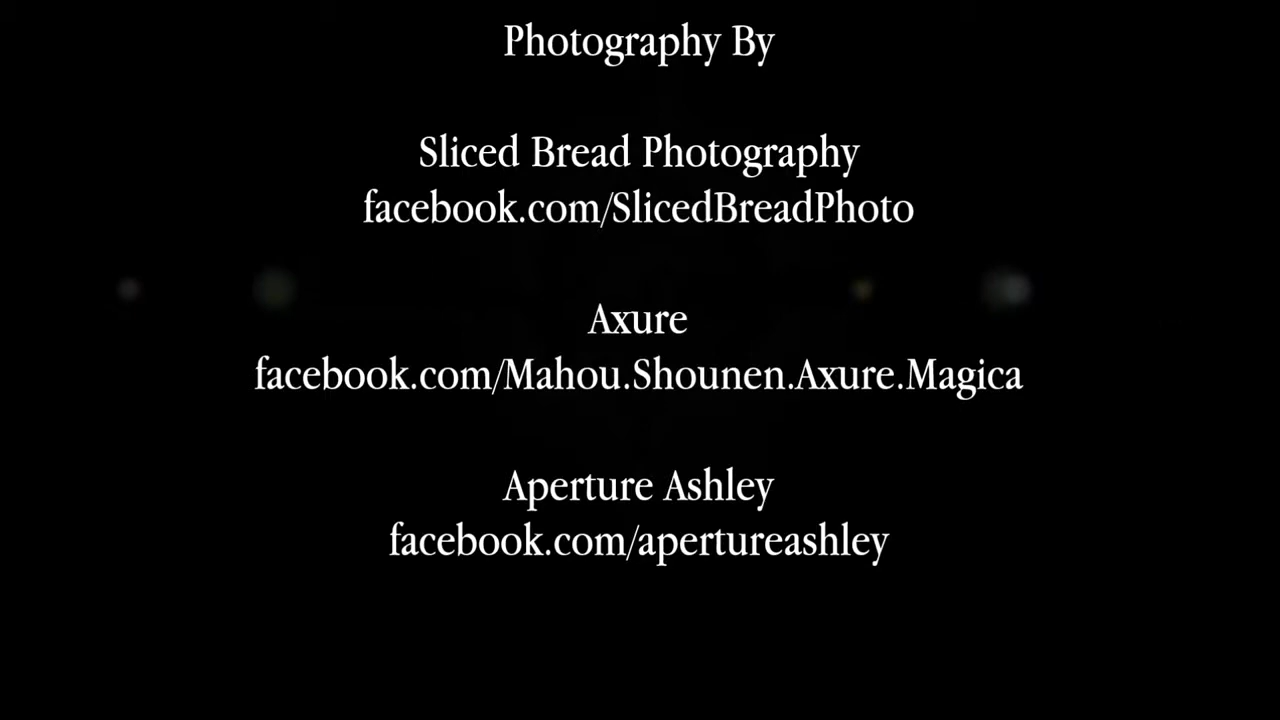 Photography By
Sliced Bread Photography
facebook.com/SlicedBreadPhoto
Axure
facebook.com/Mahou.Shounen.Axure.Magica
Aperture Ashley
facebook.com/apertureashley